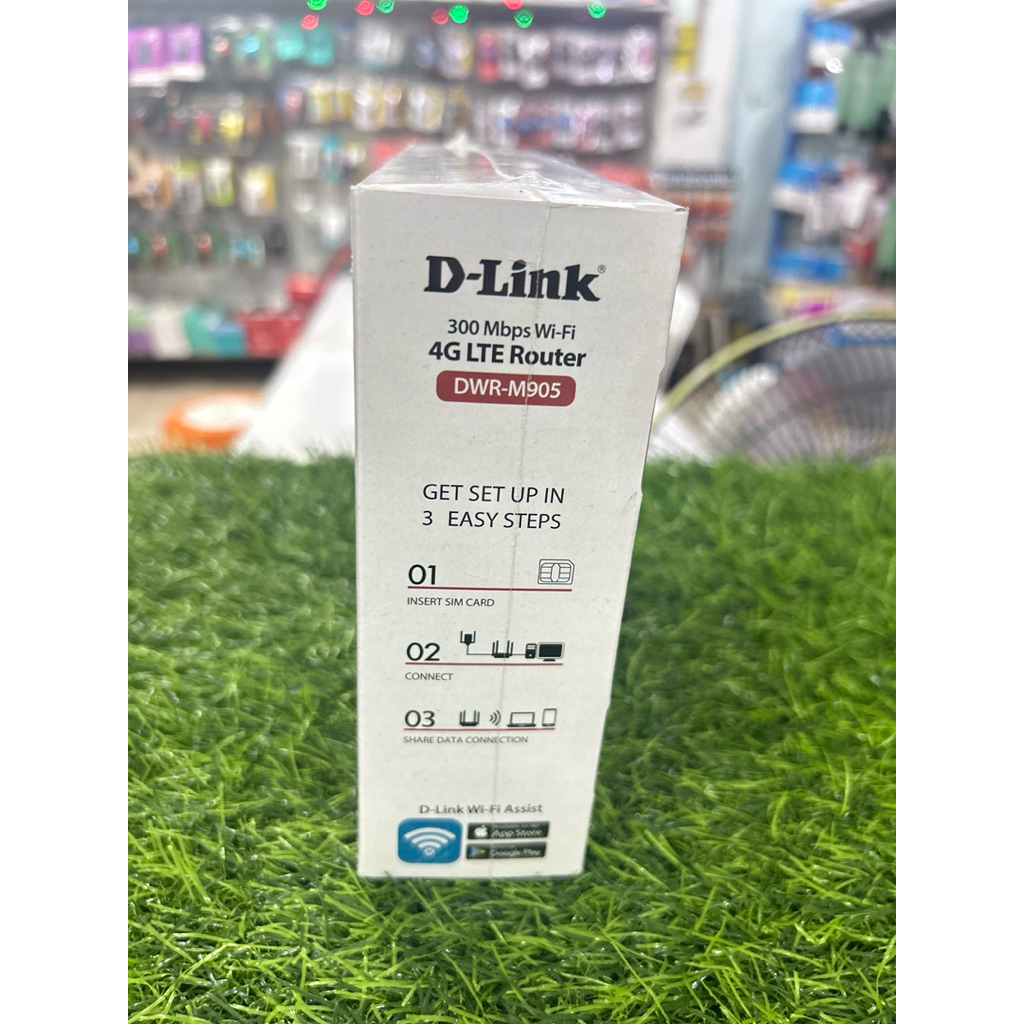 D-Link®
300 Mbps Wi-Fi
4G LTE Router
DWR-M905
GET SET UP IN
3 EASY STEPS
01
INSERT SIM CARD
02
CONNECT
03
SHARE DATA CONNECTION
D-Link Wi-Fi Assist
App Store
Google Play